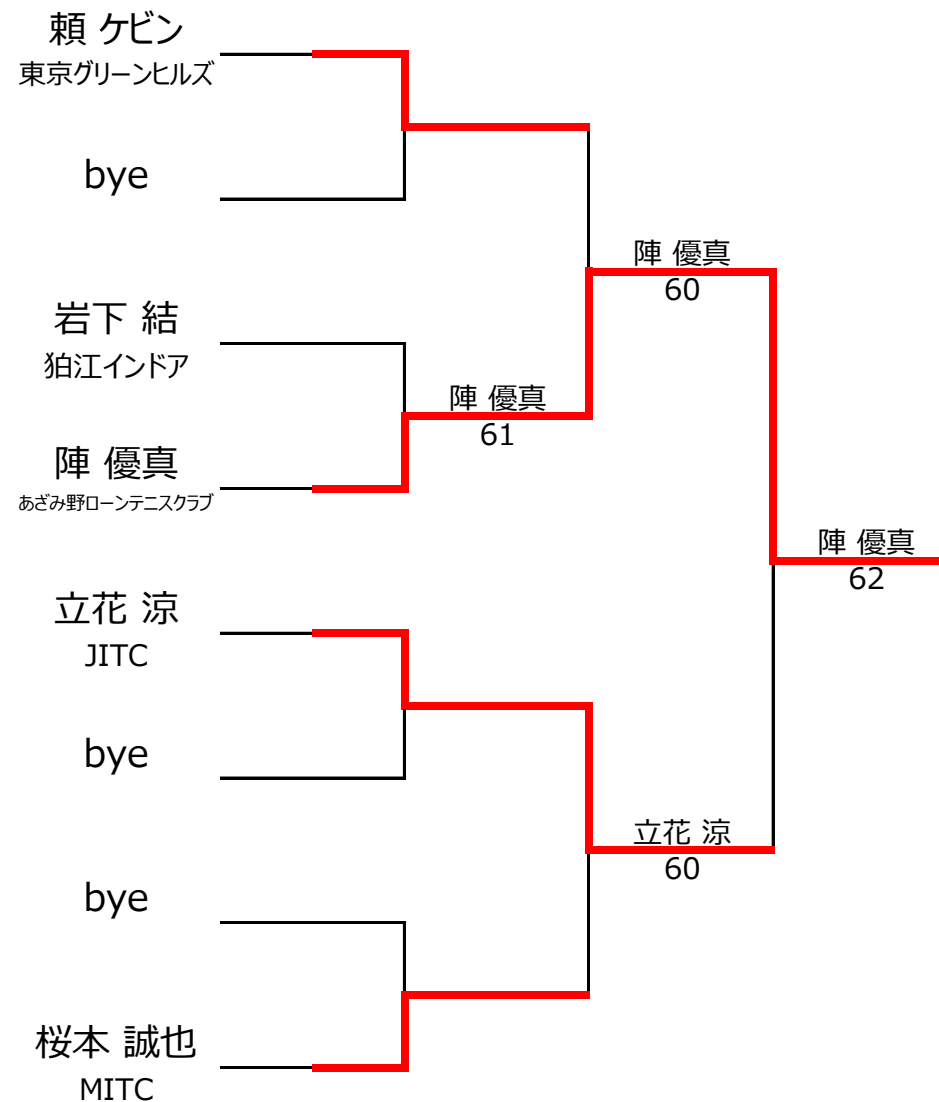 頼 ケビン
東京グリーンヒルズ
bye
陣 優真
60
岩下 結
狛江インドア
陣 優真
61
陣 優真
あざみ野ローンテニスクラブ
陣 優真
62
立花 涼
JITC
bye
立花 涼
60
bye
桜本 誠也
MITC